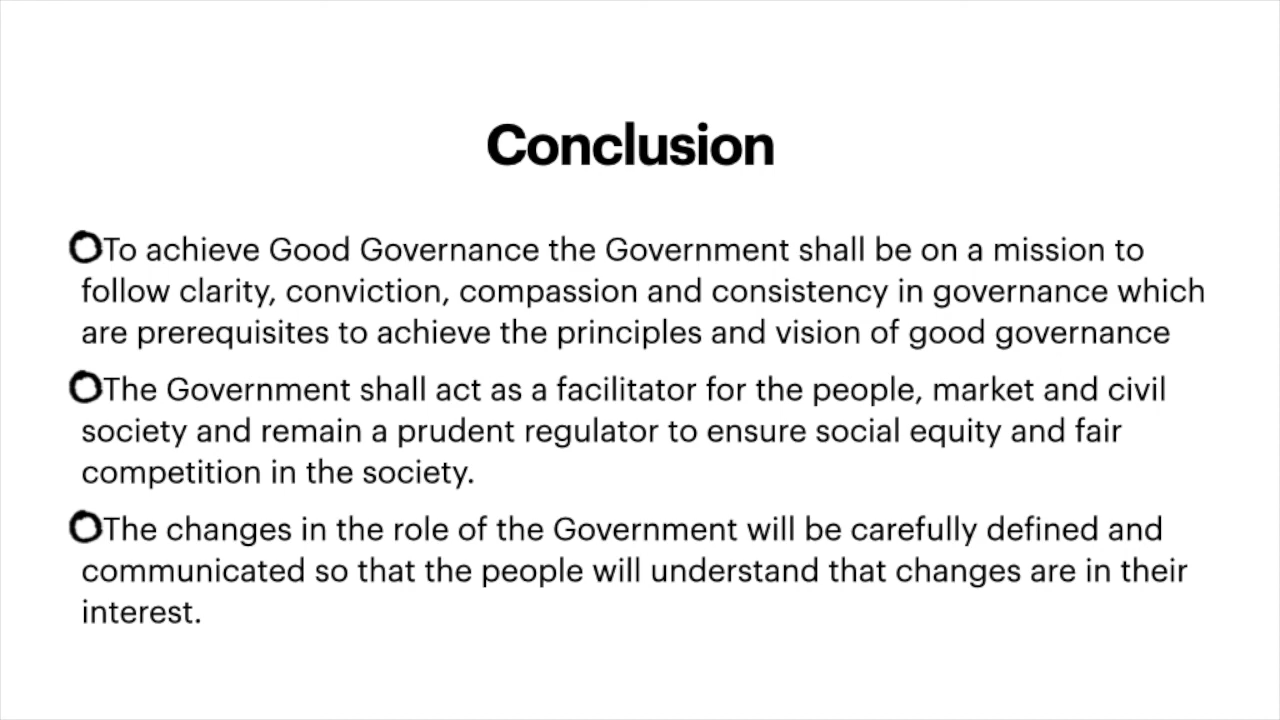 Conclusion
To achieve Good Governance the Government shall be on a mission to
follow clarity, conviction, compassion and consistency in governance which
are prerequisites to achieve the principles and vision of good governance
The Government shall act as a facilitator for the people, market and civil
society and remain a prudent regulator to ensure social equity and fair
competition in the society.
The changes in the role of the Government will be carefully defined and
communicated so that the people will understand that changes are in their
interest.